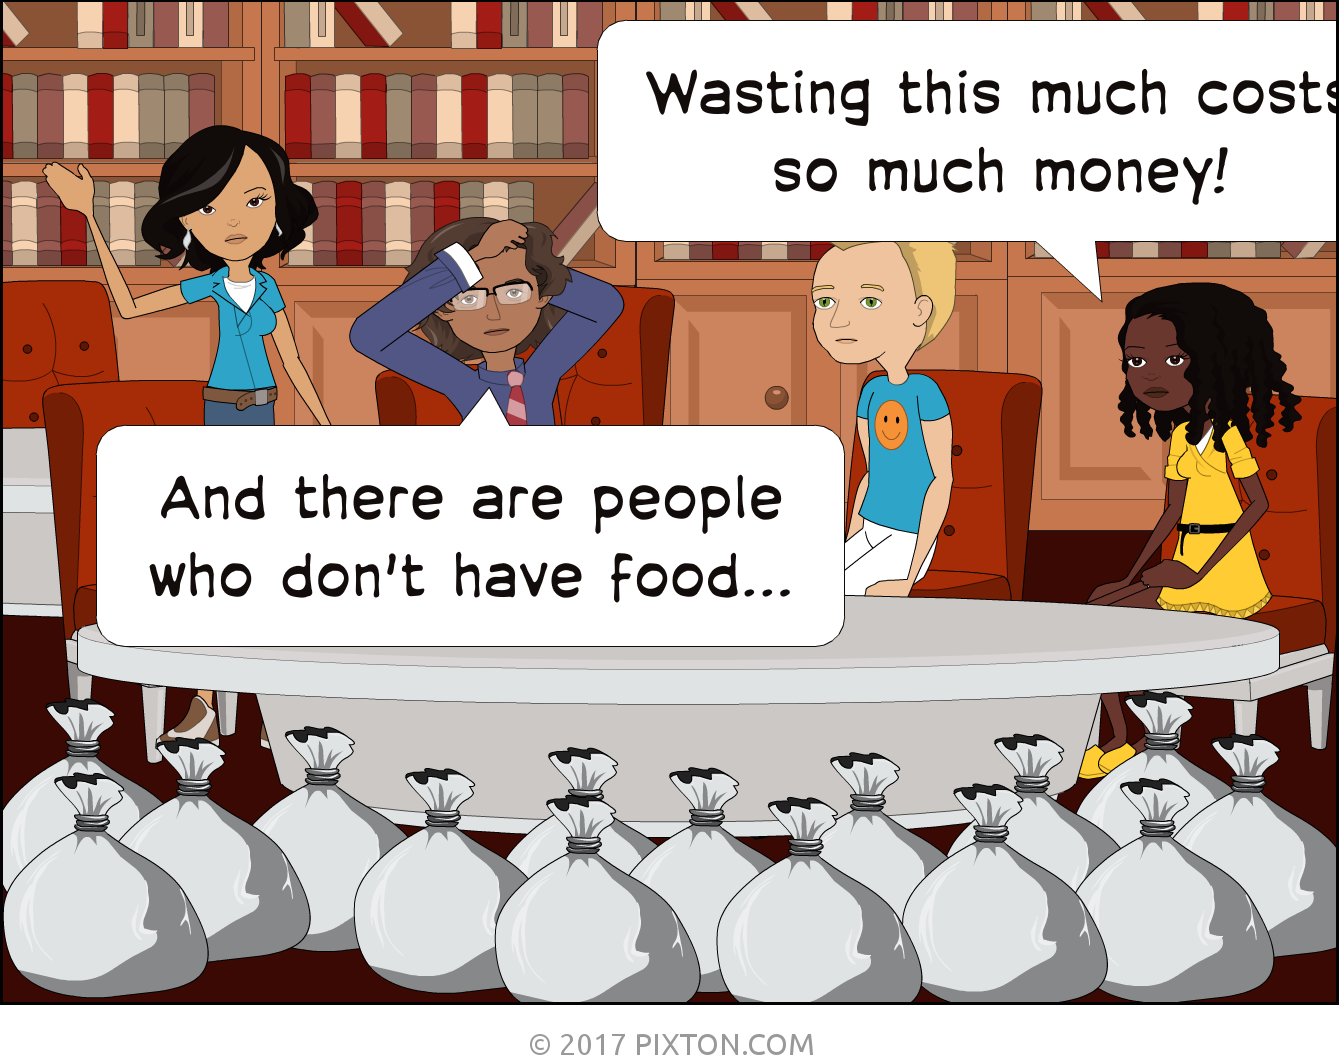 Wasting this much costs
so much money!
And there are people
who don't have food...
© 2017 PIXTON.COM